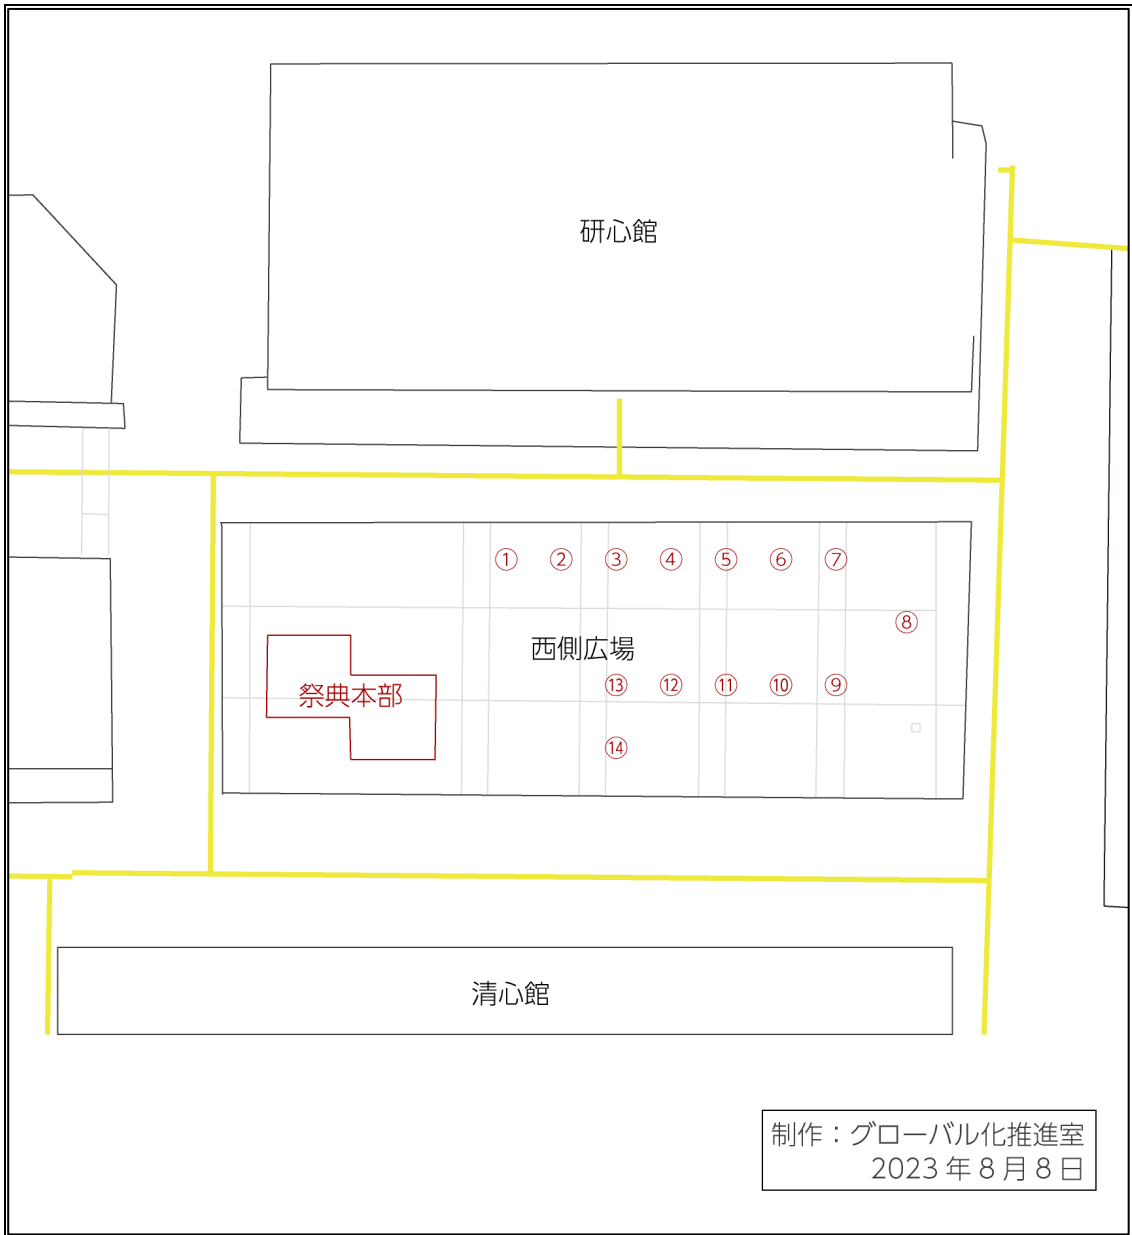 研心館
① ② ③ ④ ⑤ ⑥ ⑦
⑧
西側広場
祭典本部
⑬ ⑫ ⑪ ⑩ ⑨
⑭
清心館
制作：グローバル化推進室
2023年8月8日